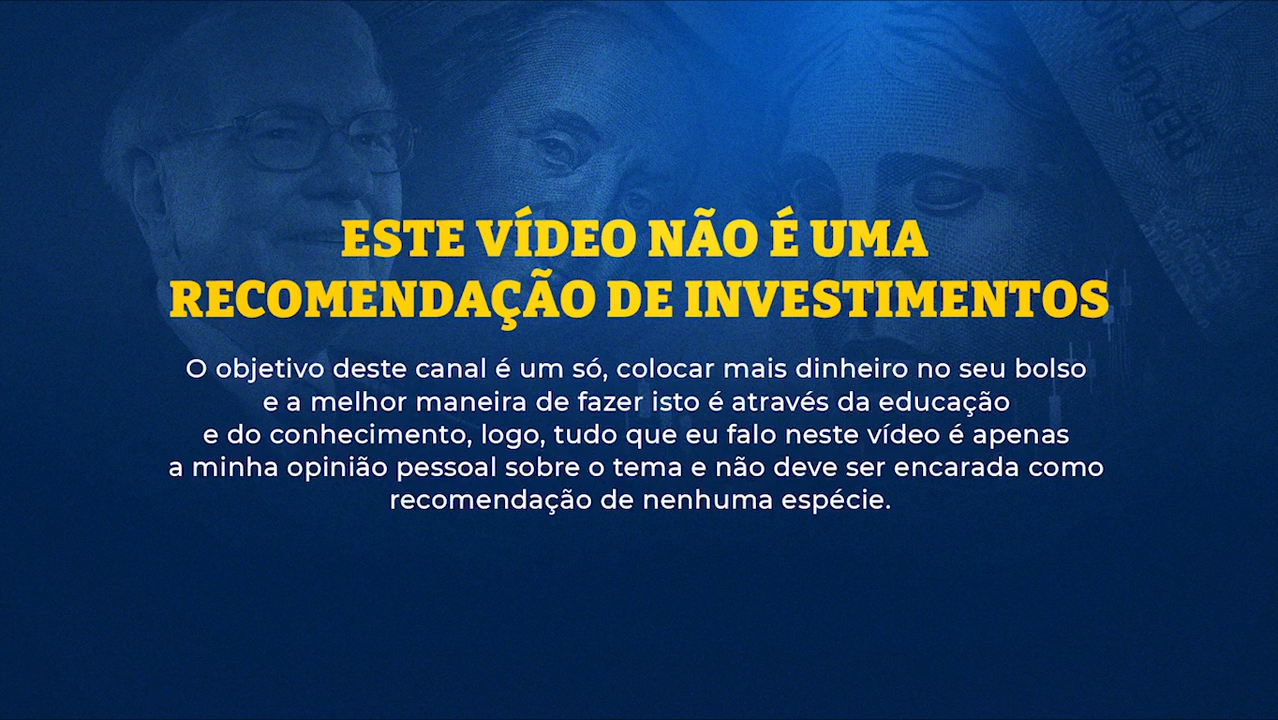 ESTE VÍDEO NÃO É UMA
RECOMENDAÇÃO DE INVESTIMENTOS
O objetivo deste canal é um só, colocar mais dinheiro no seu bolso
e a melhor maneira de fazer isto é através da educação
e do conhecimento, logo, tudo que eu falo neste vídeo é apenas
a minha opinião pessoal sobre o tema e não deve ser encarada como
recomendação de nenhuma espécie.